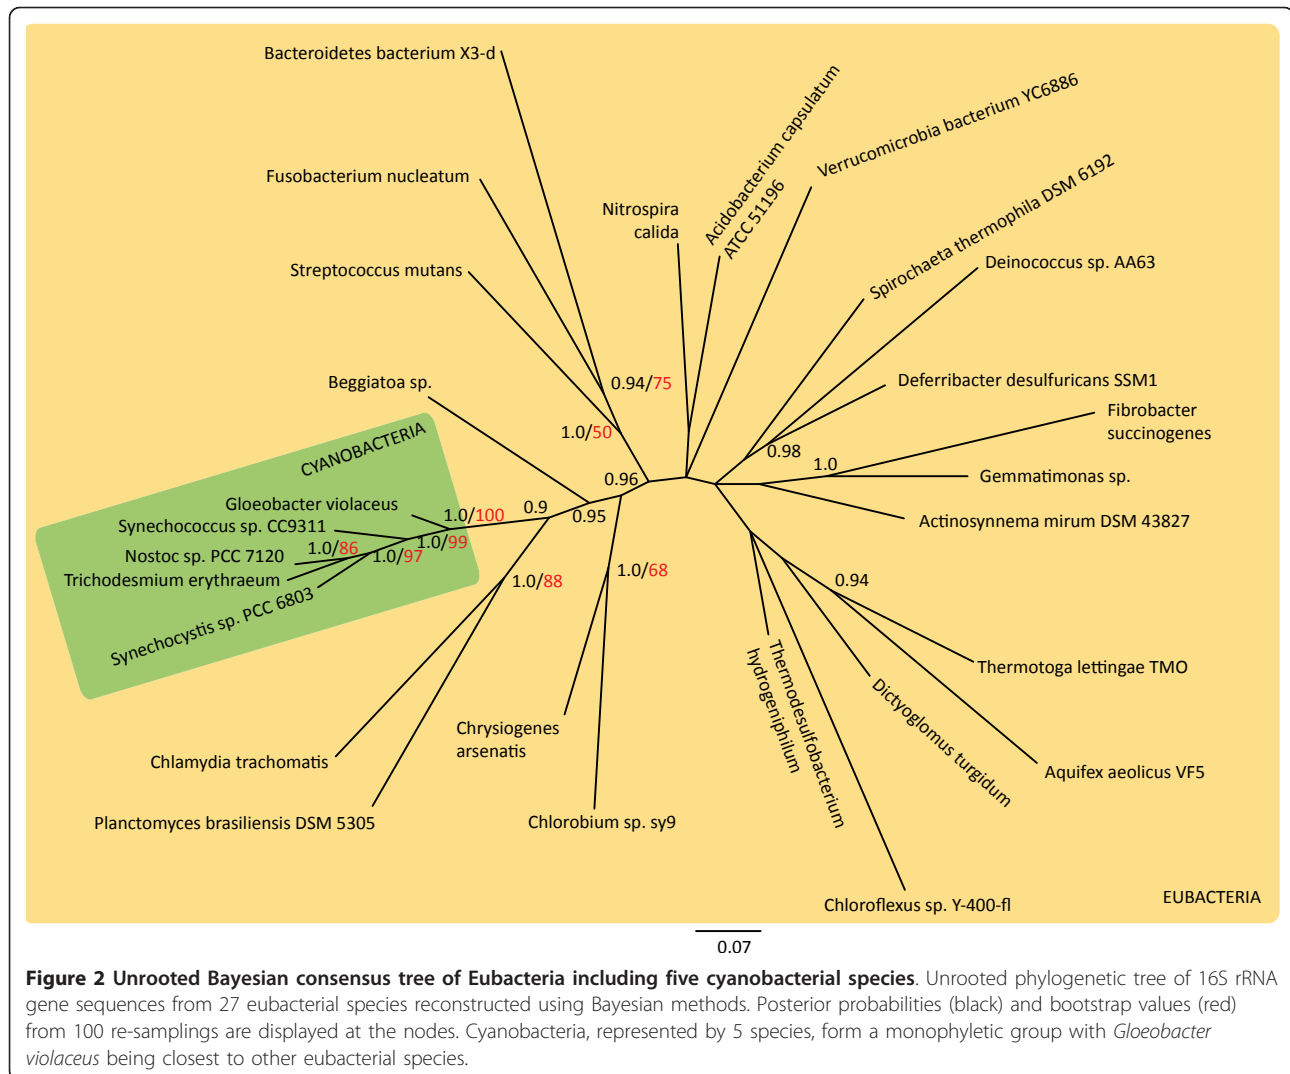 Bacteroidetes bacterium X3-d
Fusobacterium nucleatum
Streptococcus mutans
Beggiatoa sp.
Nitrospira
calida
Acidobacterium capsulatum
ATCC 51196
Verrucomicrobia bacterium YC6886
Spirochaeta thermophila DSM 6192
Deinococcus sp. AA63
Deferribacter desulfuricans SSM1
Fibrobacter
succinogenes
Gemmatimonas sp.
Actinosynnema mirum DSM 43827
0.94/75
1.0/50
0.96
0.98
1.0
CYANOBACTERIA
Gloeobacter violaceus
Synechococcus sp. CC9311
Nostoc sp. PCC 7120
Trichodesmium erythraeum
Synechocystis sp. PCC 6803
1.0/100
0.9
0.95
1.0/86
1.0/97
1.0/99
1.0/88
1.0/68
0.94
Thermotoga lettingae TMO
Aquifex aeolicus VF5
Dictyoglomus turgidum
Thermodesulfobacterium
hydrogeniphilum
Chloroflexus sp. Y-400-fl
Chrysiogenes
arsenatis
Chlorobium sp. sy9
Chlamydia trachomatis
Planctomyces brasiliensis DSM 5305
EUBACTERIA
0.07
Figure 2 Unrooted Bayesian consensus tree of Eubacteria including five cyanobacterial species. Unrooted phylogenetic tree of 16S rRNA
gene sequences from 27 eubacterial species reconstructed using Bayesian methods. Posterior probabilities (black) and bootstrap values (red)
from 100 re-samplings are displayed at the nodes. Cyanobacteria, represented by 5 species, form a monophyletic group with Gloeobacter
violaceus being closest to other eubacterial species.